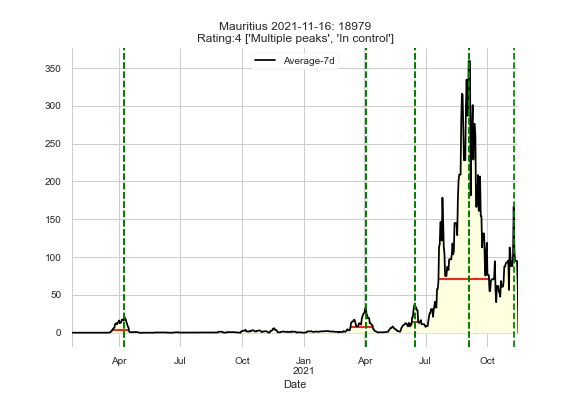 Mauritius 2021-11-16: 18979
Rating:4 ['Multiple peaks', 'In control']
Average-7d
350
300
250
200
150
100
50
0
Apr Jul Oct Jan Apr Jul Oct
2021
Date